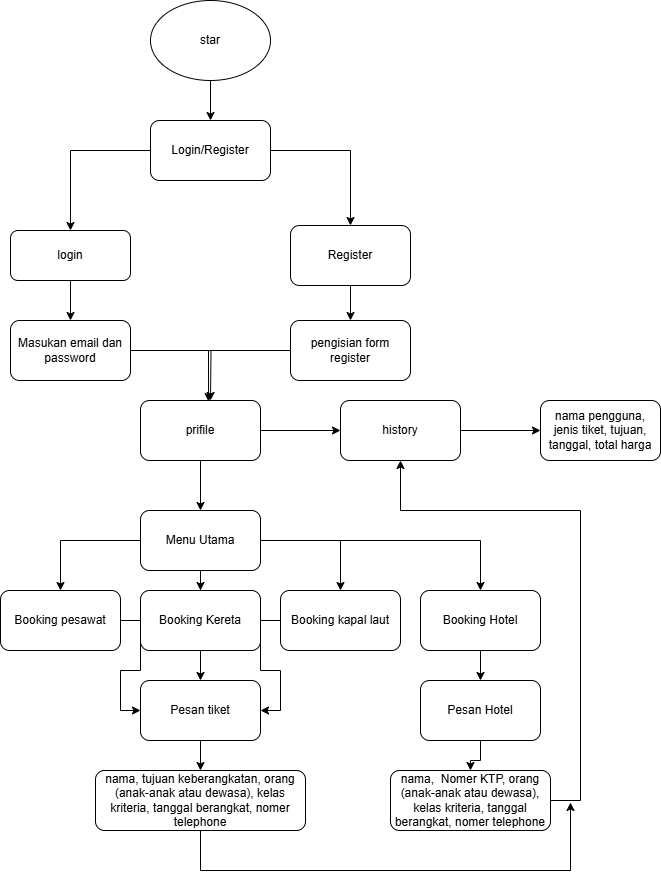 star
Login/Register
login
Register
Masukan email dan
password
pengisian form
register
prifile
history
nama pengguna,
jenis tiket, tujuan,
tanggal, total harga
Menu Utama
Booking pesawat
Booking Kereta
Booking kapal laut
Booking Hotel
Pesan tiket
Pesan Hotel
nama, tujuan keberangkatan, orang
(anak-anak atau dewasa), kelas
kriteria, tanggal berangkat, nomer
telephone
nama, Nomer KTP, orang
(anak-anak atau dewasa),
kelas kriteria, tanggal
berangkat, nomer telephone